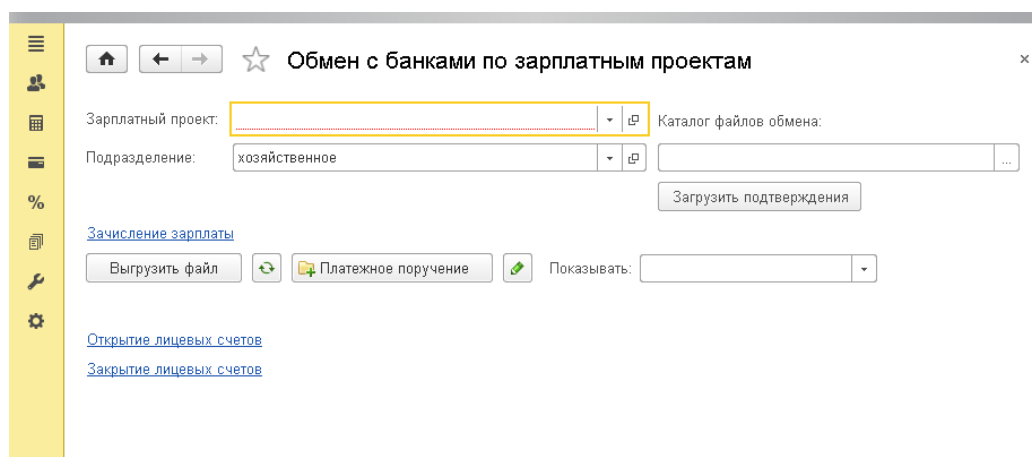 Обмен с банками по зарплатным проектам
Зарплатный проект:
Каталог файлов обмена:
Подразделение: хозяйственное
...
Загрузить подтверждения
%
Зачисление зарплаты
Выгрузить файл Платежное поручение Показывать:
Открытие лицевых счетов
Закрытие лицевых счетов